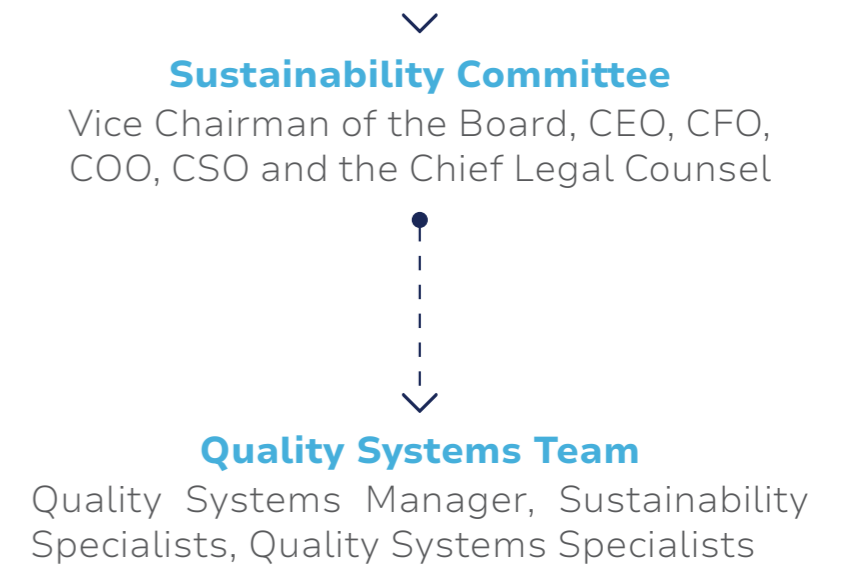 Sustainability Committee
Vice Chairman of the Board, CEO, CFO,
COO, CSO and the Chief Legal Counsel
Quality Systems Team
Quality Systems Manager, Sustainability
Specialists, Quality Systems Specialists